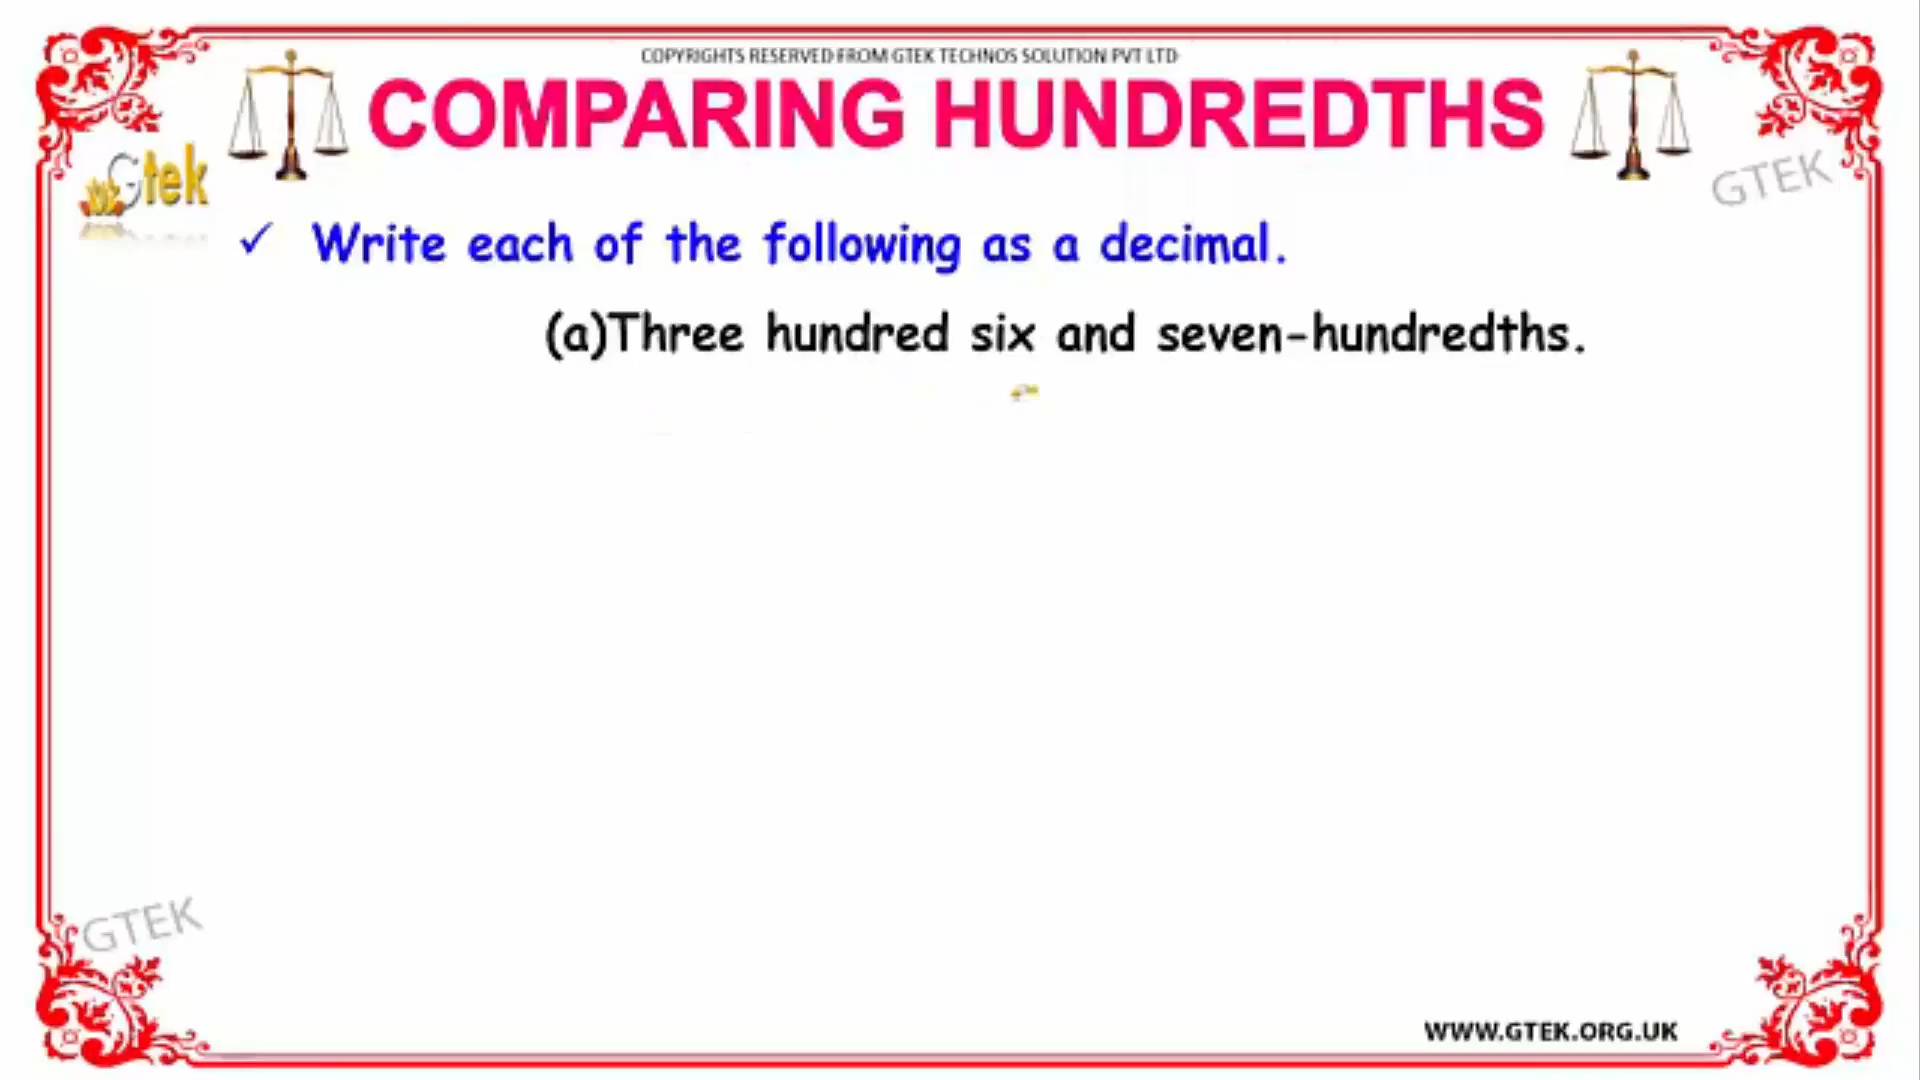 COPYRIGHTS RESERVED FROM GTEK TECHNOS SOLUTION PVT LTD
COMPARING HUNDREDTHS
Gtek
GTEK
✓ Write each of the following as a decimal.
(a)Three hundred six and seven-hundredths.
GTEK
WWW.GTEK.ORG.UK